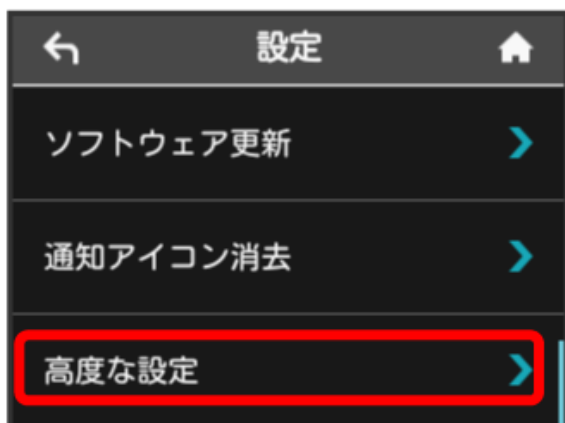 設定
ソフトウェア更新
通知アイコン消去
高度な設定